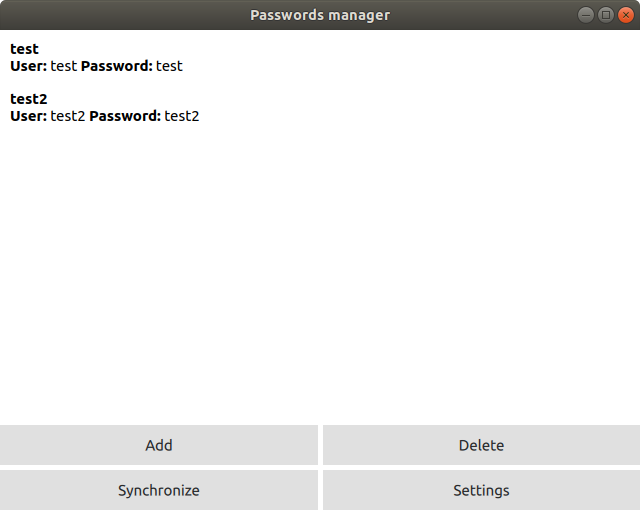 Passwords manager
test
User: test Password: test
test2
User: test2 Password: test2
Add
Delete
Synchronize
Settings